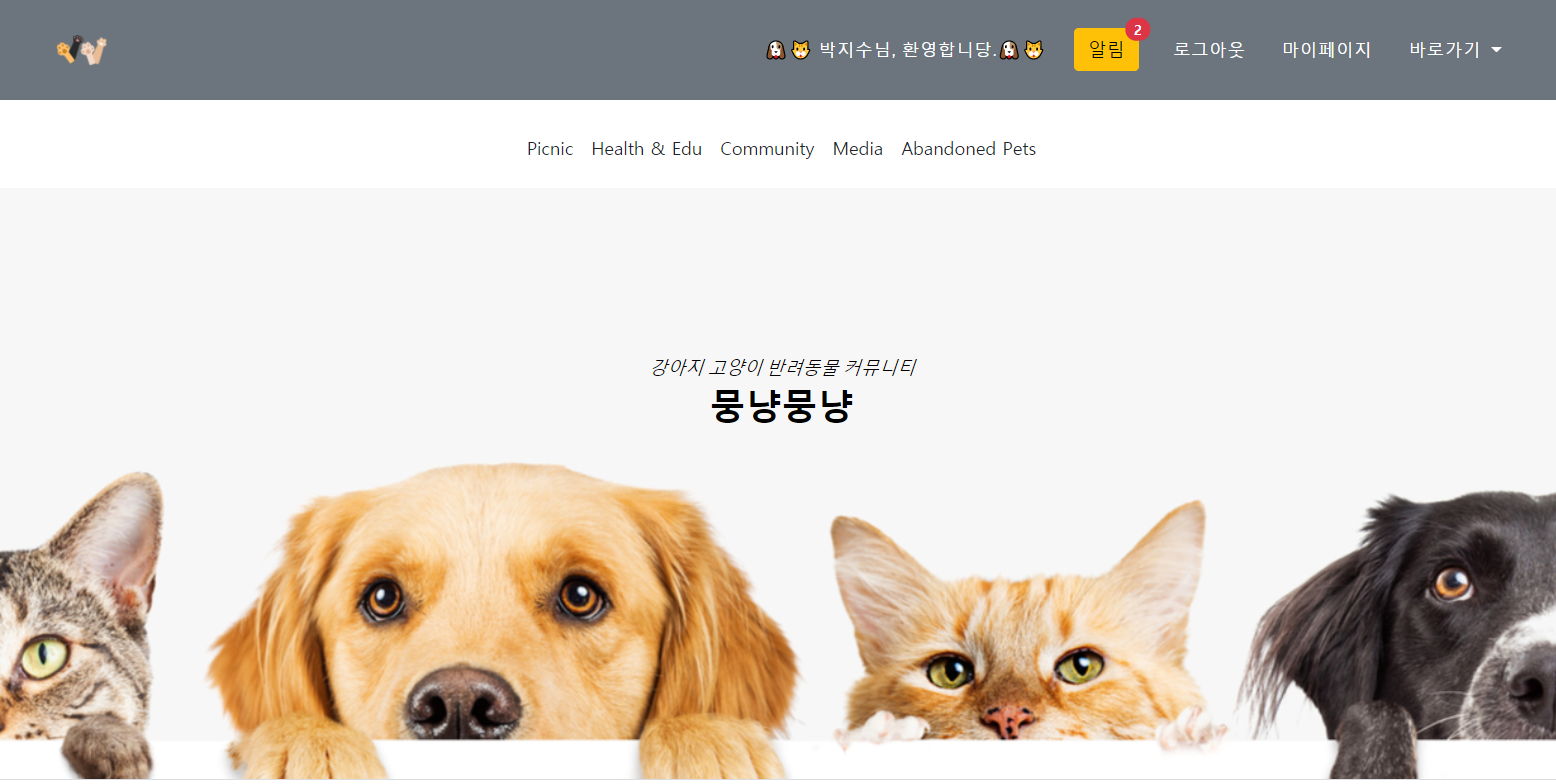 박지수님, 환영합니당.
알림 2
로그아웃
마이페이지
바로가기
Picnic Health & Edu Community Media Abandoned Pets
강아지 고양이 반려동물 커뮤니티
뭉냥뭉냥